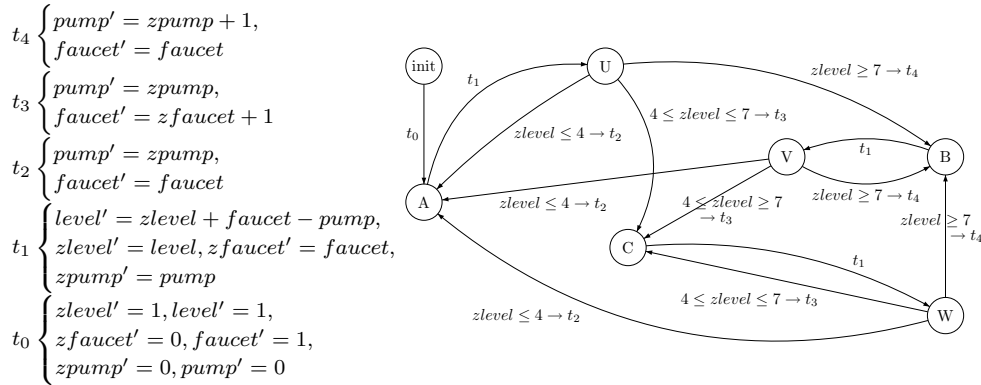 t₄ { pump′ = zpump + 1,
faucet′ = faucet
t₃ { pump′ = zpump,
faucet′ = zfaucet + 1
t₂ { pump′ = zpump,
faucet′ = faucet
t₁ { level′ = zlevel + faucet − pump,
zlevel′ = level, zfaucet′ = faucet,
zpump′ = pump
t₀ { zlevel′ = 1, level′ = 1,
zfaucet′ = 0, faucet′ = 1,
zpump′ = 0, pump′ = 0
init
U
t₁
zlevel ≥ 7 → t₄
4 ≤ zlevel ≤ 7 → t₃
t₀
zlevel ≤ 4 → t₂
t₁
V
B
zlevel ≥ 7 → t₄
A
zlevel ≤ 4 → t₂
4 ≤ zlevel ≥ 7
→ t₃
zlevel ≥ 7
→ t₄
C
t₁
4 ≤ zlevel ≤ 7 → t₃
zlevel ≤ 4 → t₂
W